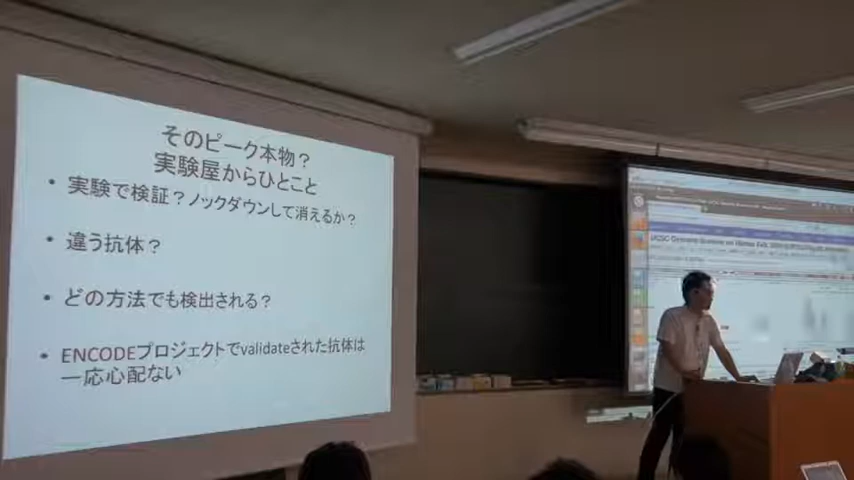 そのピーク本物?
実験屋からひとこと
• 実験で検証?ノックダウンして消えるか?
• 違う抗体?
• どの方法でも検出される?
• ENCODEプロジェクトでvalidateされた抗体は
一応心配ない
UCSC Genome Browser on Human Feb. 2009